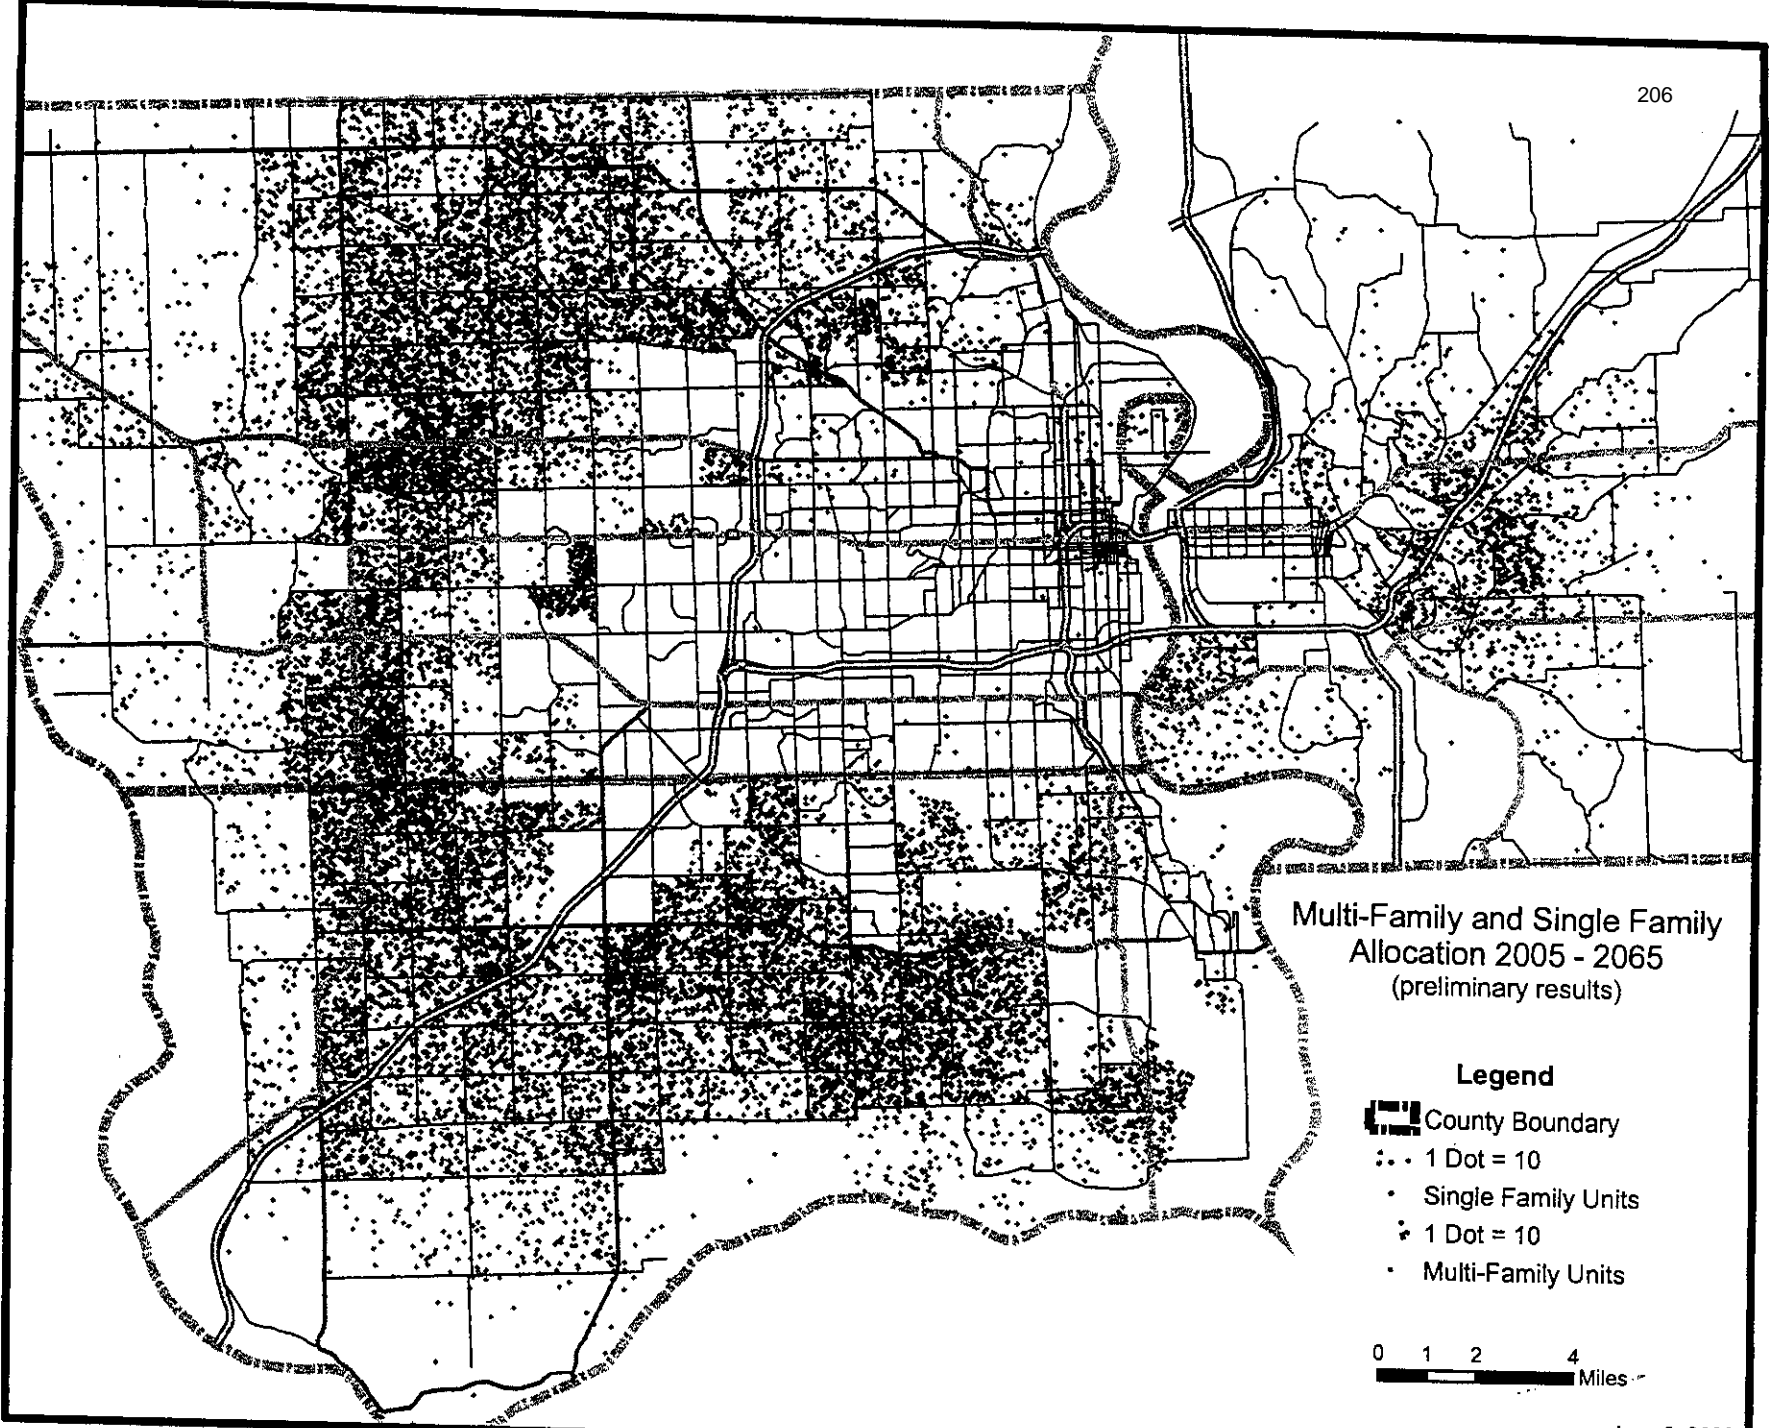 206
Multi-Family and Single Family
Allocation 2005 - 2065
(preliminary results)
Legend
County Boundary
1 Dot = 10
Single Family Units
1 Dot = 10
Multi-Family Units
0 1 2 4
Miles